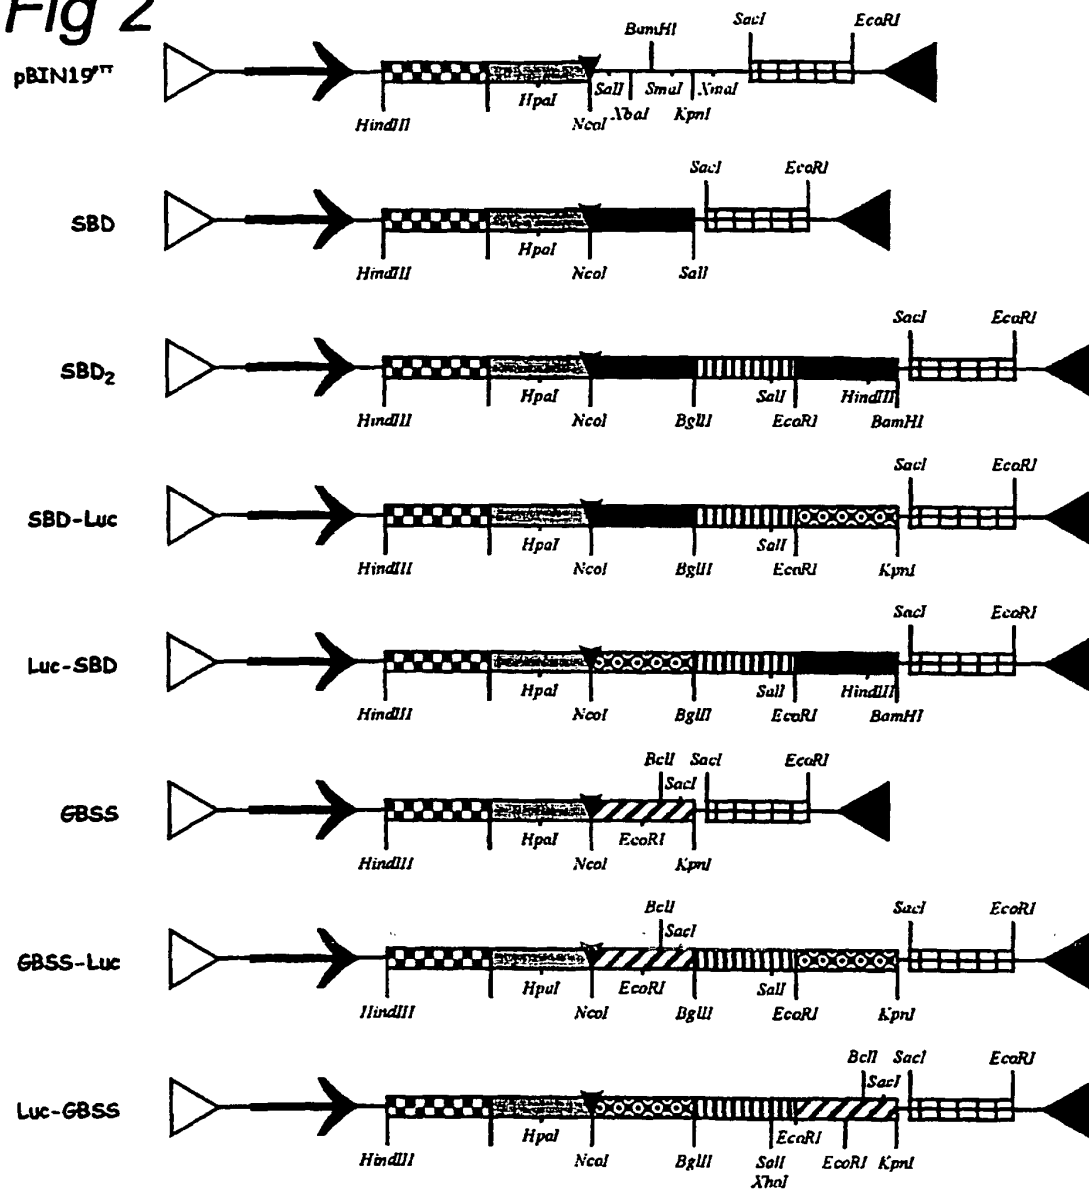 Fig 2
SacI EcoRI
BamHI
pBIN19
HpaI SalI SmaI XmaI
HindIII NcoI XbaI KpnI
SacI EcoRI
SBD
HpaI
HindIII NcoI SalI
SacI EcoRI
SBD2
HpaI SalI HindIII
HindIII NcoI BglII EcoRI BamHI
SacI EcoRI
SBD-Luc
HpaI SalI
HindIII NcoI BglII EcoRI KpnI
SacI EcoRI
Luc-SBD
HpaI SalI HindIII
HindIII NcoI BglII EcoRI BamHI
BclI SacI EcoRI
SacI
GBSS
HpaI EcoRI
HindIII NcoI KpnI
BclI SacI EcoRI
SacI
GBSS-Luc
HpaI EcoRI SalI
HindIII NcoI BglII EcoRI KpnI
BclI SacI EcoRI
SacI
Luc-GBSS
HpaI EcoRI
HindIII NcoI BglII SalI EcoRI KpnI
XhoI